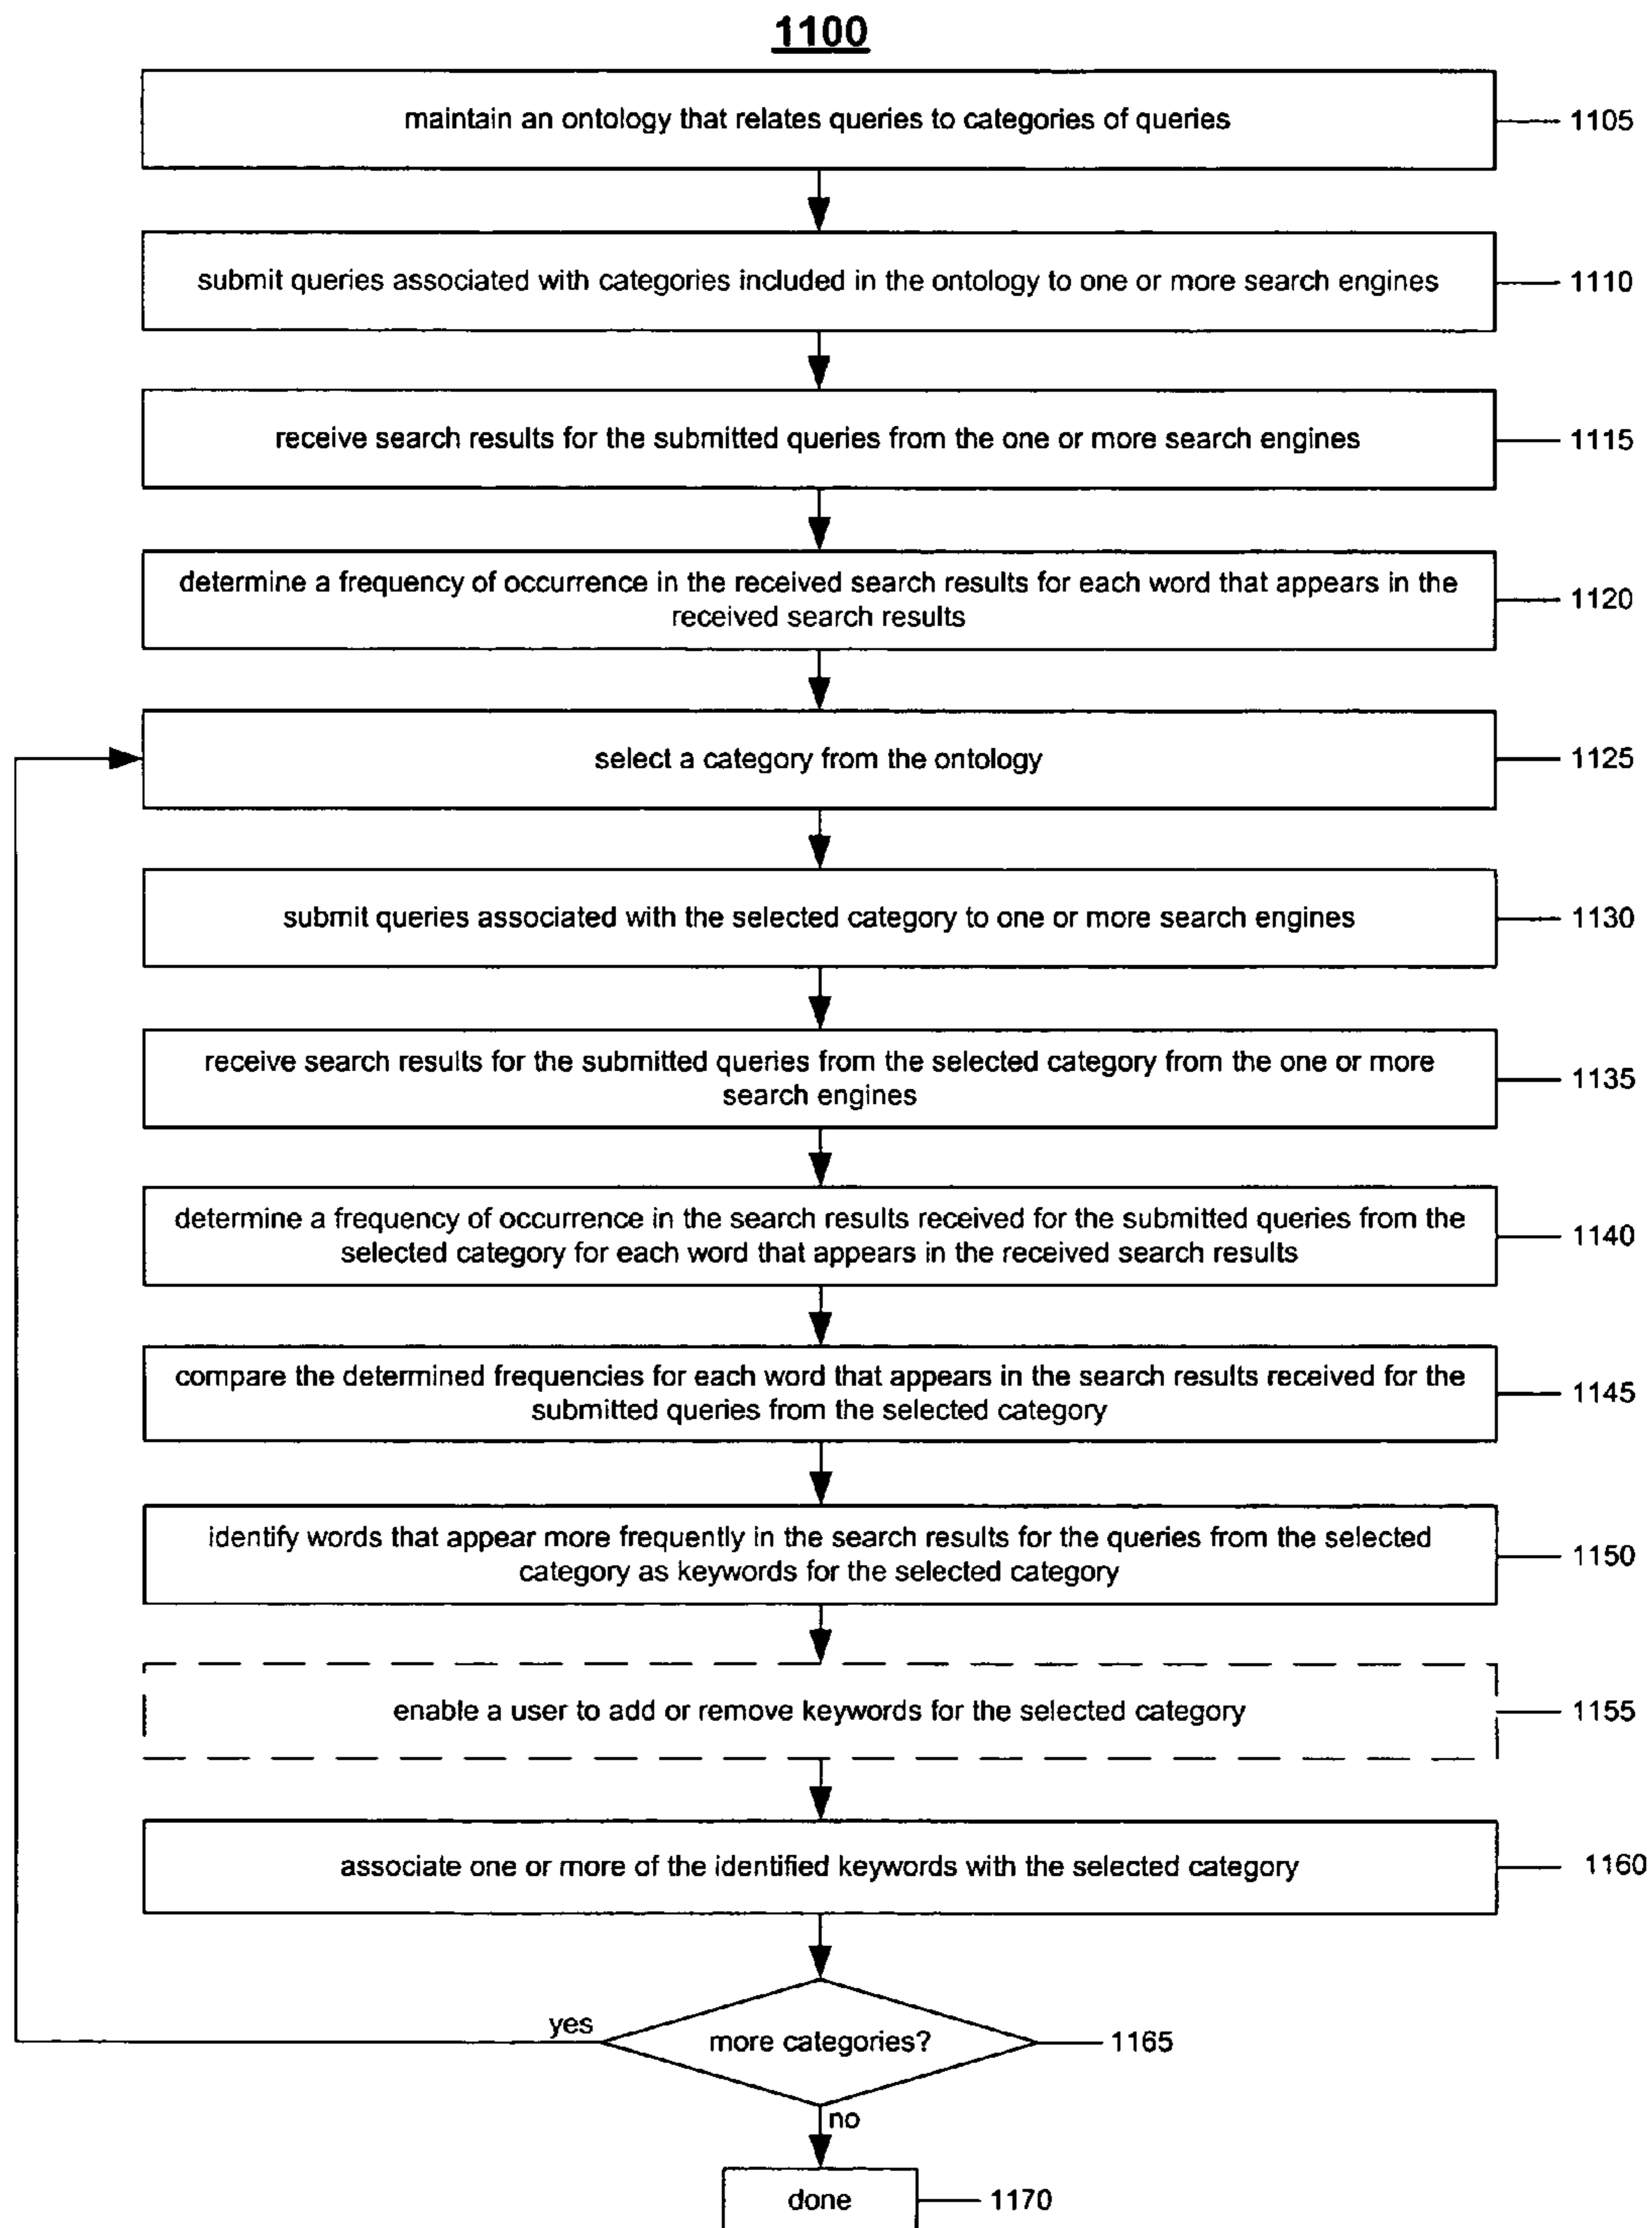 1100
maintain an ontology that relates queries to categories of queries
1105
submit queries associated with categories included in the ontology to one or more search engines
1110
receive search results for the submitted queries from the one or more search engines
1115
determine a frequency of occurrence in the received search results for each word that appears in the
received search results
1120
select a category from the ontology
1125
submit queries associated with the selected category to one or more search engines
1130
receive search results for the submitted queries from the selected category from the one or more
search engines
1135
determine a frequency of occurrence in the search results received for the submitted queries from the
selected category for each word that appears in the received search results
1140
compare the determined frequencies for each word that appears in the search results received for the
submitted queries from the selected category
1145
identify words that appear more frequently in the search results for the queries from the selected
category as keywords for the selected category
1150
enable a user to add or remove keywords for the selected category
1155
associate one or more of the identified keywords with the selected category
1160
yes
more categories?
1165
no
done
1170